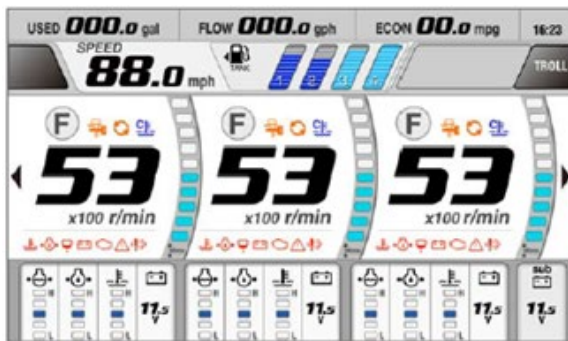 USED 000.0 gal FLOW 000.0 gph ECON 00.0 mpg 16:23
SPEED
88.0 mph TANK 1 2 3 TROLL
F F F
53 53 53
x100 r/min x100 r/min x100 r/min
H H H H H H sub
11.5 11.5 11.5 11.5
V V V V
L L L L L L